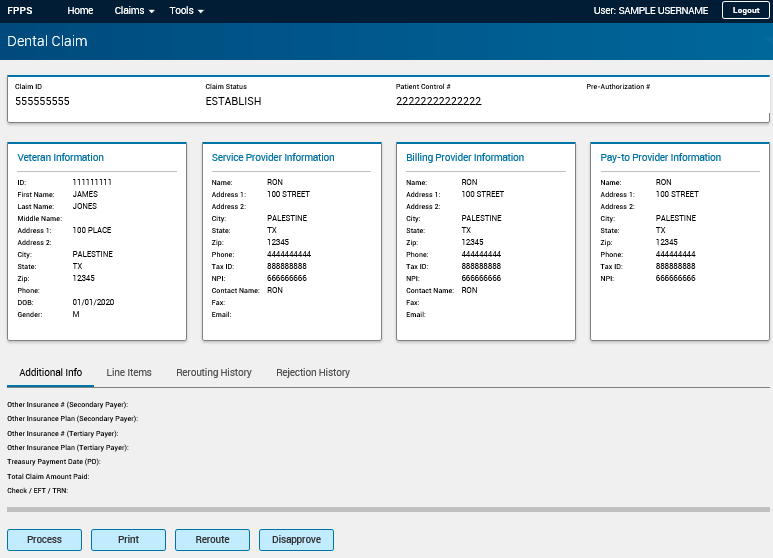 FPPS Home Claims Tools User: SAMPLE USERNAME Logout
Dental Claim
Claim ID Claim Status Patient Control # Pre-Authorization #
555555555 ESTABLISH 22222222222222
Veteran Information
ID: 111111111
First Name: JAMES
Last Name: JONES
Middle Name:
Address 1: 100 PLACE
Address 2:
City: PALESTINE
State: TX
Zip: 12345
Phone:
DOB: 01/01/2020
Gender: M
Service Provider Information
Name: RON
Address 1: 100 STREET
Address 2:
City: PALESTINE
State: TX
Zip: 12345
Phone: 4444444444
Tax ID: 888888888
NPI: 666666666
Contact Name: RON
Fax:
Email:
Billing Provider Information
Name: RON
Address 1: 100 STREET
Address 2:
City: PALESTINE
State: TX
Zip: 12345
Phone: 444444444
Tax ID: 888888888
NPI: 666666666
Contact Name: RON
Fax:
Email:
Pay-to Provider Information
Name: RON
Address 1: 100 STREET
Address 2:
City: PALESTINE
State: TX
Zip: 12345
Phone: 444444444
Tax ID: 888888888
NPI: 666666666
Additional Info Line Items Rerouting History Rejection History
Other Insurance # (Secondary Payer):
Other Insurance Plan (Secondary Payer):
Other Insurance # (Tertiary Payer):
Other Insurance Plan (Tertiary Payer):
Treasury Payment Date (PD):
Total Claim Amount Paid:
Check / EFT / TRN:
Process Print Reroute Disapprove